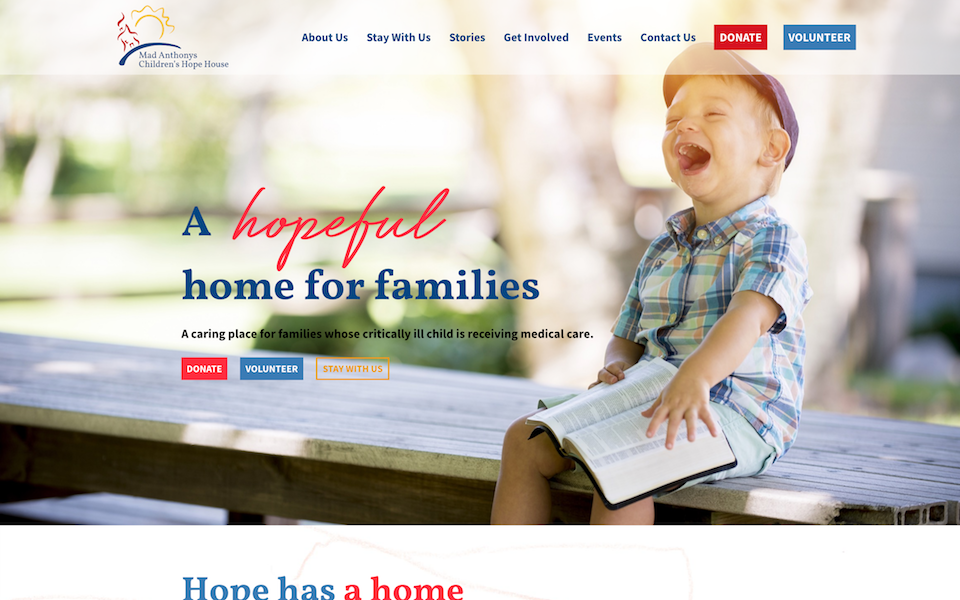 Mad Anthonys
Children's Hope House
About Us Stay With Us Stories Get Involved Events Contact Us DONATE VOLUNTEER
A hopeful
home for families
A caring place for families whose critically ill child is receiving medical care.
DONATE VOLUNTEER STAY WITH US
Hope has a home